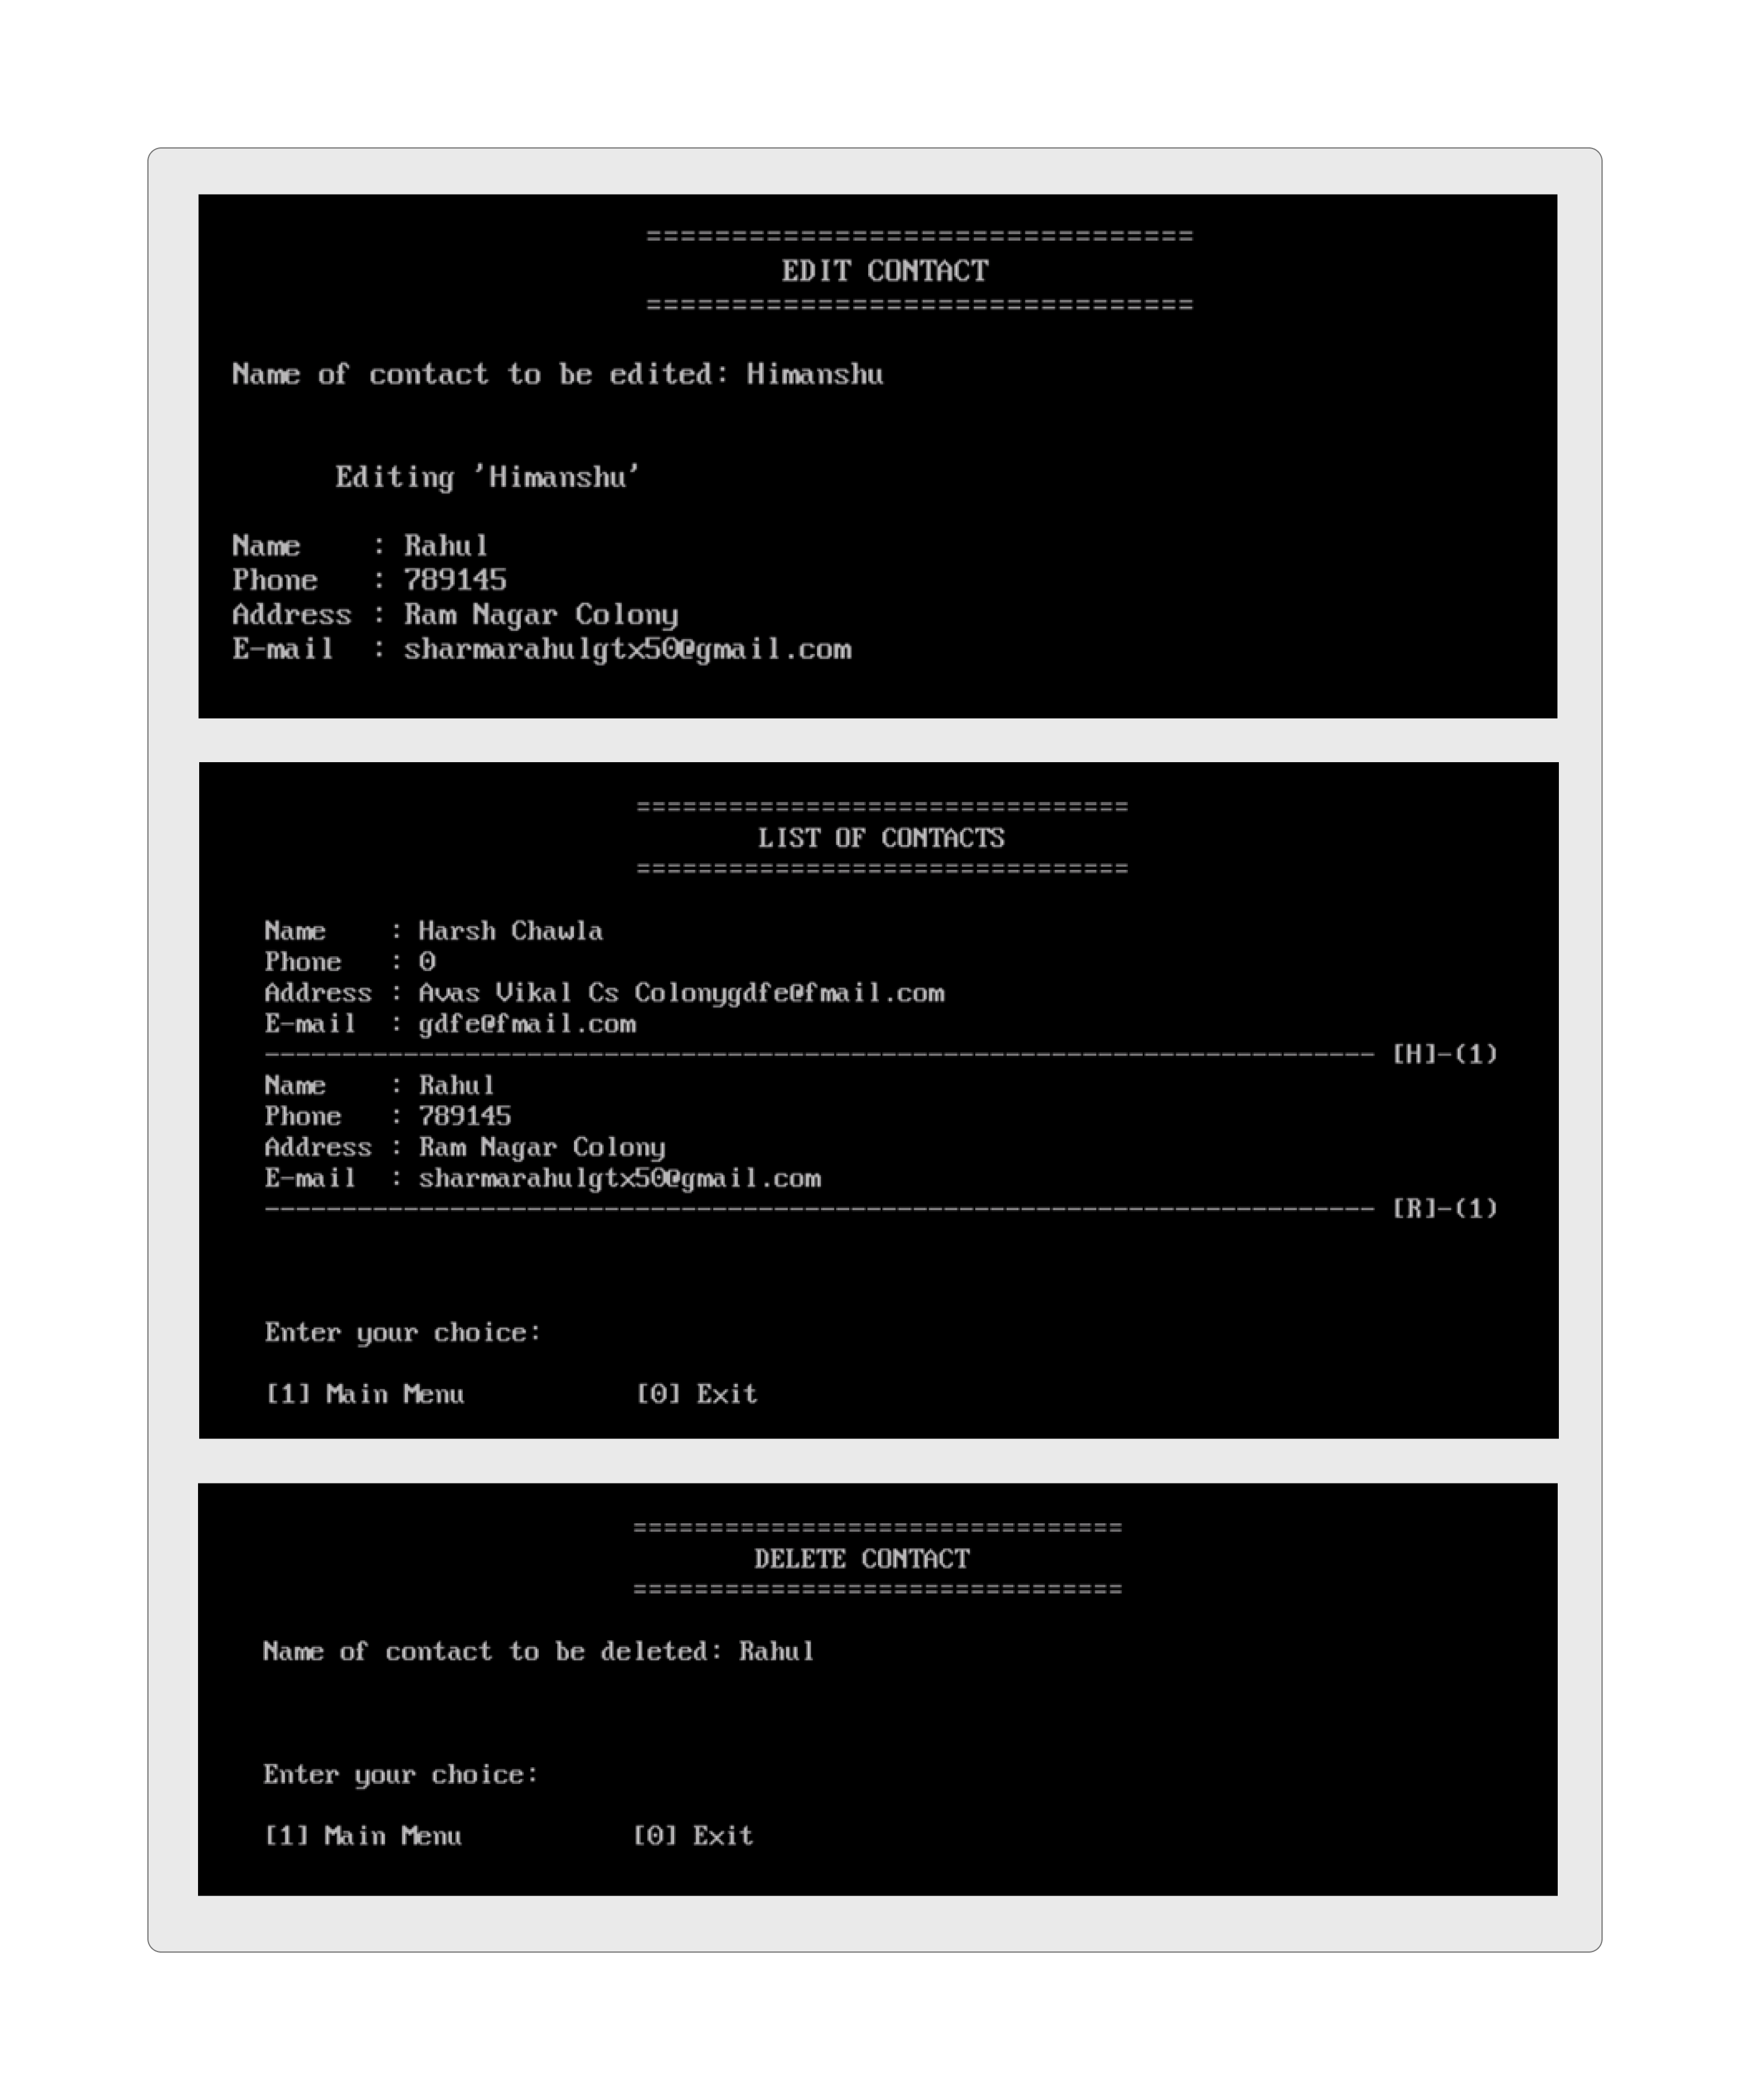 ================================
EDIT CONTACT
================================
Name of contact to be edited: Himanshu
Editing 'Himanshu'
Name : Rahul
Phone : 789145
Address : Ram Nagar Colony
E-mail : sharmarahulgtx50@gmail.com
================================
LIST OF CONTACTS
================================
Name : Harsh Chawla
Phone : 0
Address : Avas Vikal Cs Colonygdfe@fmail.com
E-mail : gdfe@fmail.com
------------------------------------------------------------------------ [H]-(1)
Name : Rahul
Phone : 789145
Address : Ram Nagar Colony
E-mail : sharmarahulgtx50@gmail.com
------------------------------------------------------------------------ [R]-(1)
Enter your choice:
[1] Main Menu [0] Exit
================================
DELETE CONTACT
================================
Name of contact to be deleted: Rahul
Enter your choice:
[1] Main Menu [0] Exit